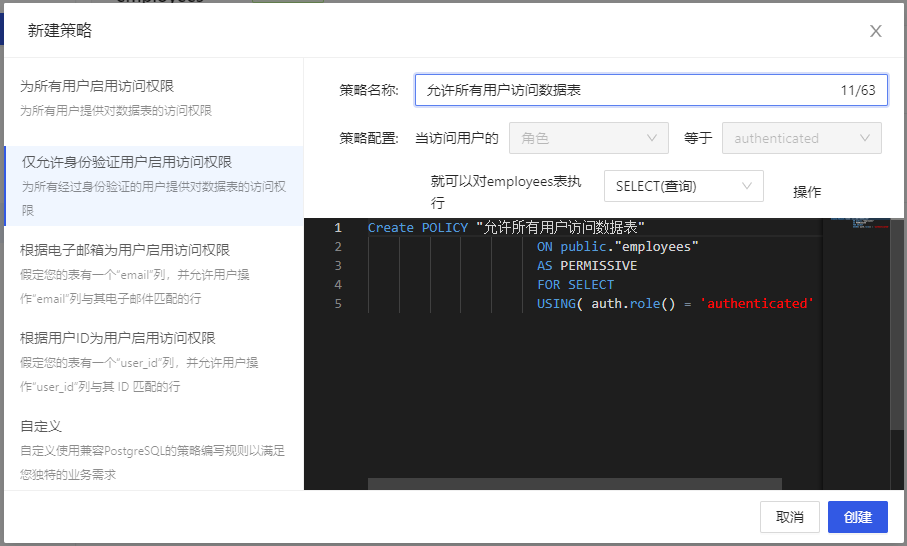 employees
新建策略
X
为所有用户启用访问权限
为所有用户提供对数据表的访问权限
仅允许身份验证用户启用访问权限
为所有经过身份验证的用户提供对数据表的访问权
限
根据电子邮箱为用户启用访问权限
假定您的表有一个“email”列，并允许用户操
作“email”列与其电子邮件匹配的行
根据用户ID为用户启用访问权限
假定您的表有一个“user_id”列，并允许用户操
作“user_id”列与其 ID 匹配的行
自定义
自定义使用兼容PostgreSQL的策略编写规则以满足
您独特的业务需求
策略名称: 允许所有用户访问数据表 11/63
策略配置: 当访问用户的 角色 等于 authenticated
就可以对employees表执
行 SELECT(查询) 操作
1 Create POLICY "允许所有用户访问数据表"
2 ON public."employees"
3 AS PERMISSIVE
4 FOR SELECT
5 USING( auth.role() = 'authenticated'
取消 创建